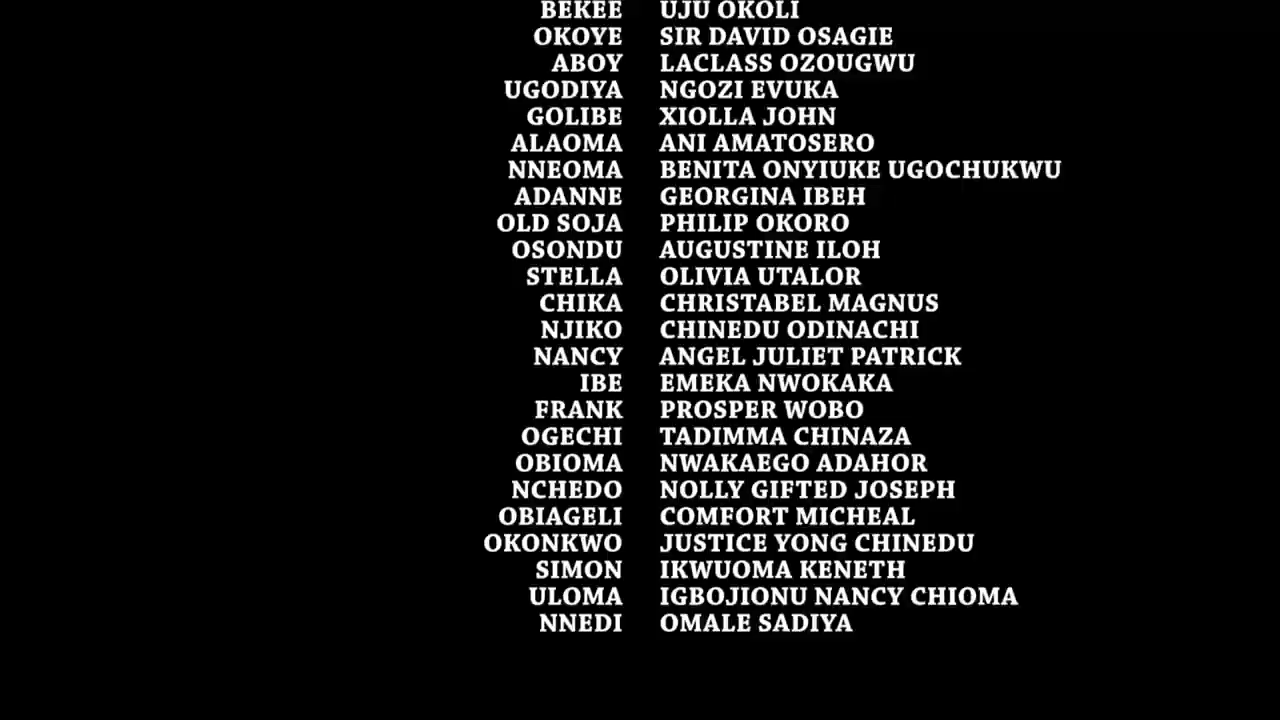 BEKEE UJU OKOLI
OKOYE SIR DAVID OSAGIE
ABOY LACLASS OZOUGWU
UGODIYA NGOZI EVUKA
GOLIBE XIOLLA JOHN
ALAOMA ANI AMATOSERO
NNEOMA BENITA ONYIUKE UGOCHUKWU
ADANNE GEORGINA IBEH
OLD SOJA PHILIP OKORO
OSONDU AUGUSTINE ILOH
STELLA OLIVIA UTALOR
CHIKA CHRISTABEL MAGNUS
NJIKO CHINEDU ODINACHI
NANCY ANGEL JULIET PATRICK
IBE EMEKA NWOKAKA
FRANK PROSPER WOBO
OGECHI TADIMMA CHINAZA
OBIOMA NWAKAEGO ADAHOR
NCHEDO NOLLY GIFTED JOSEPH
OBIAGELI COMFORT MICHEAL
OKONKWO JUSTICE YONG CHINEDU
SIMON IKWUOMA KENETH
ULOMA IGBOJIONU NANCY CHIOMA
NNEDI OMALE SADIYA